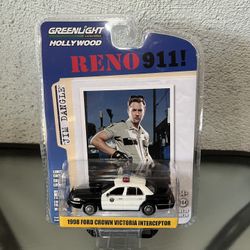 GREENLIGHT
HOLLYWOOD
RENO 911!
JIM DANGLE
1998 FORD CROWN VICTORIA INTERCEPTOR